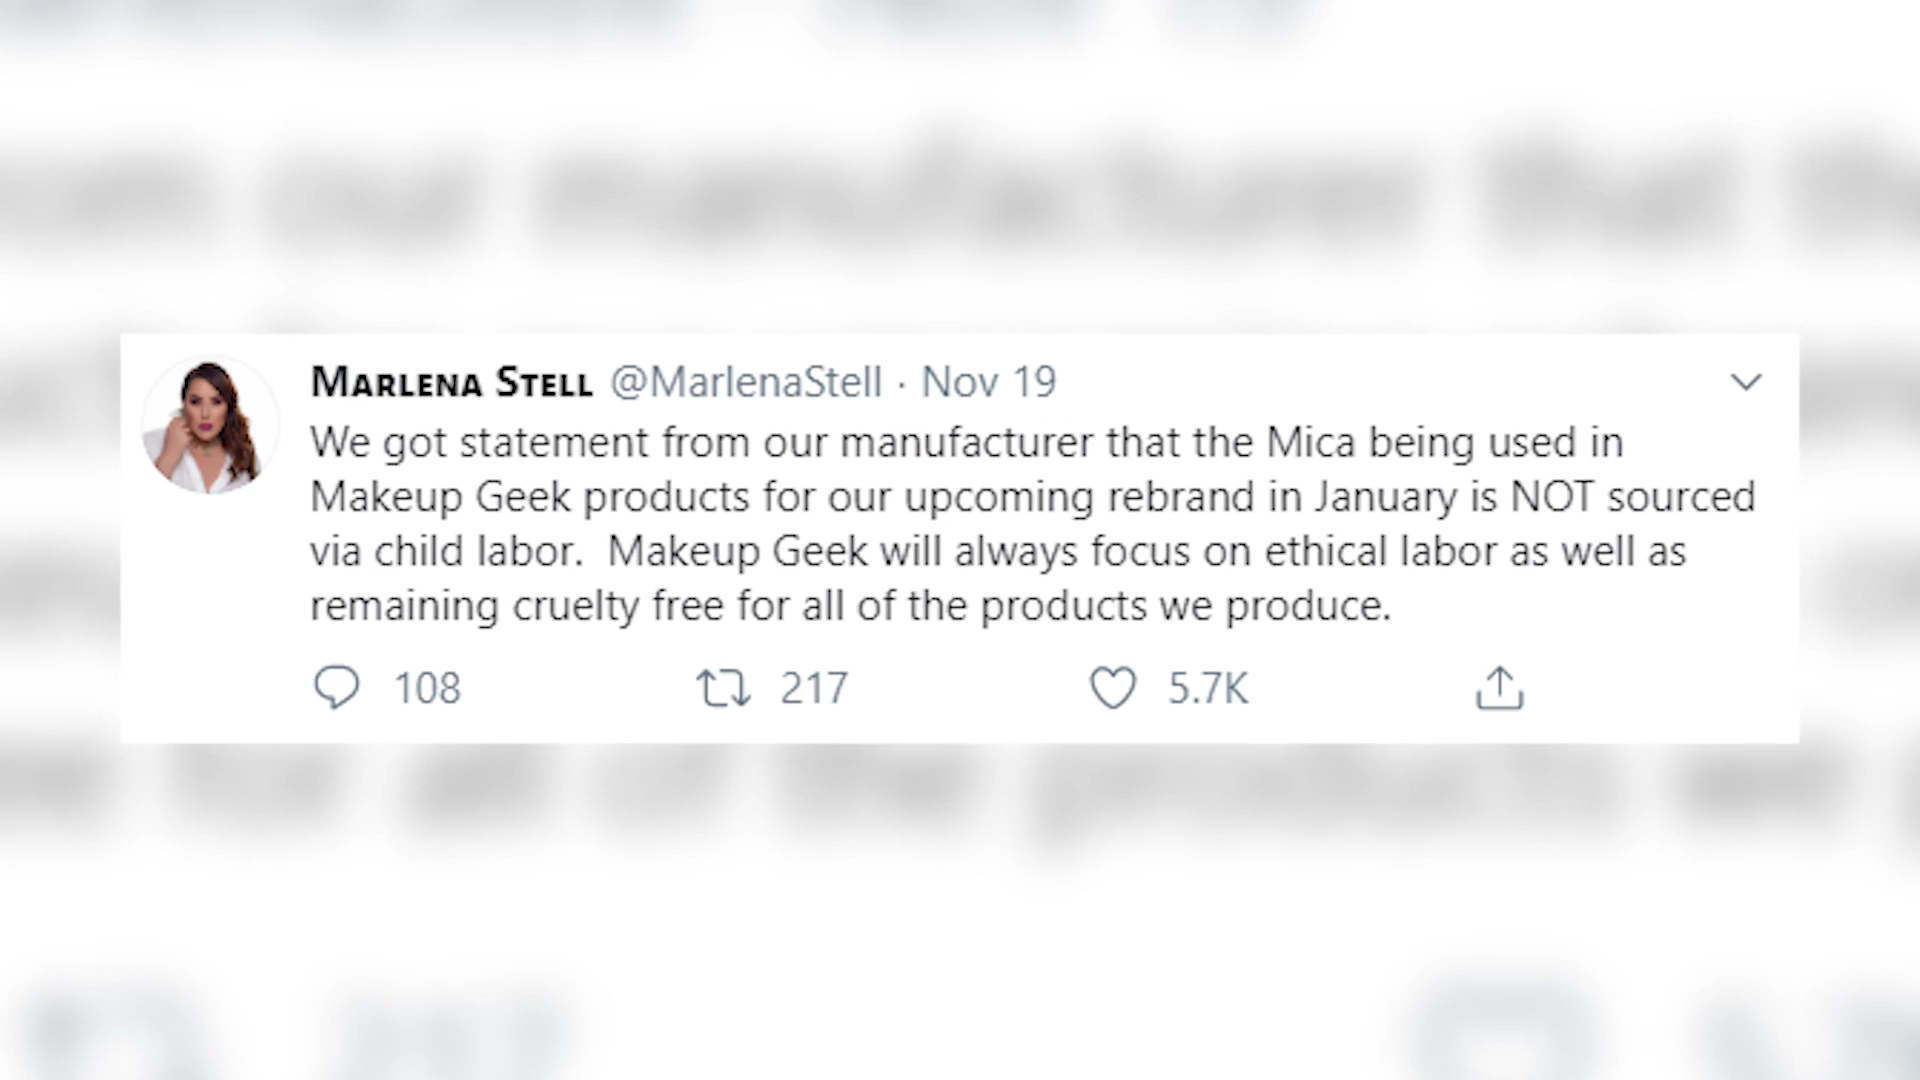 Marlena Stell @MarlenaStell · Nov 19
We got statement from our manufacturer that the Mica being used in
Makeup Geek products for our upcoming rebrand in January is NOT sourced
via child labor.  Makeup Geek will always focus on ethical labor as well as
remaining cruelty free for all of the products we produce.
108 217 5.7K